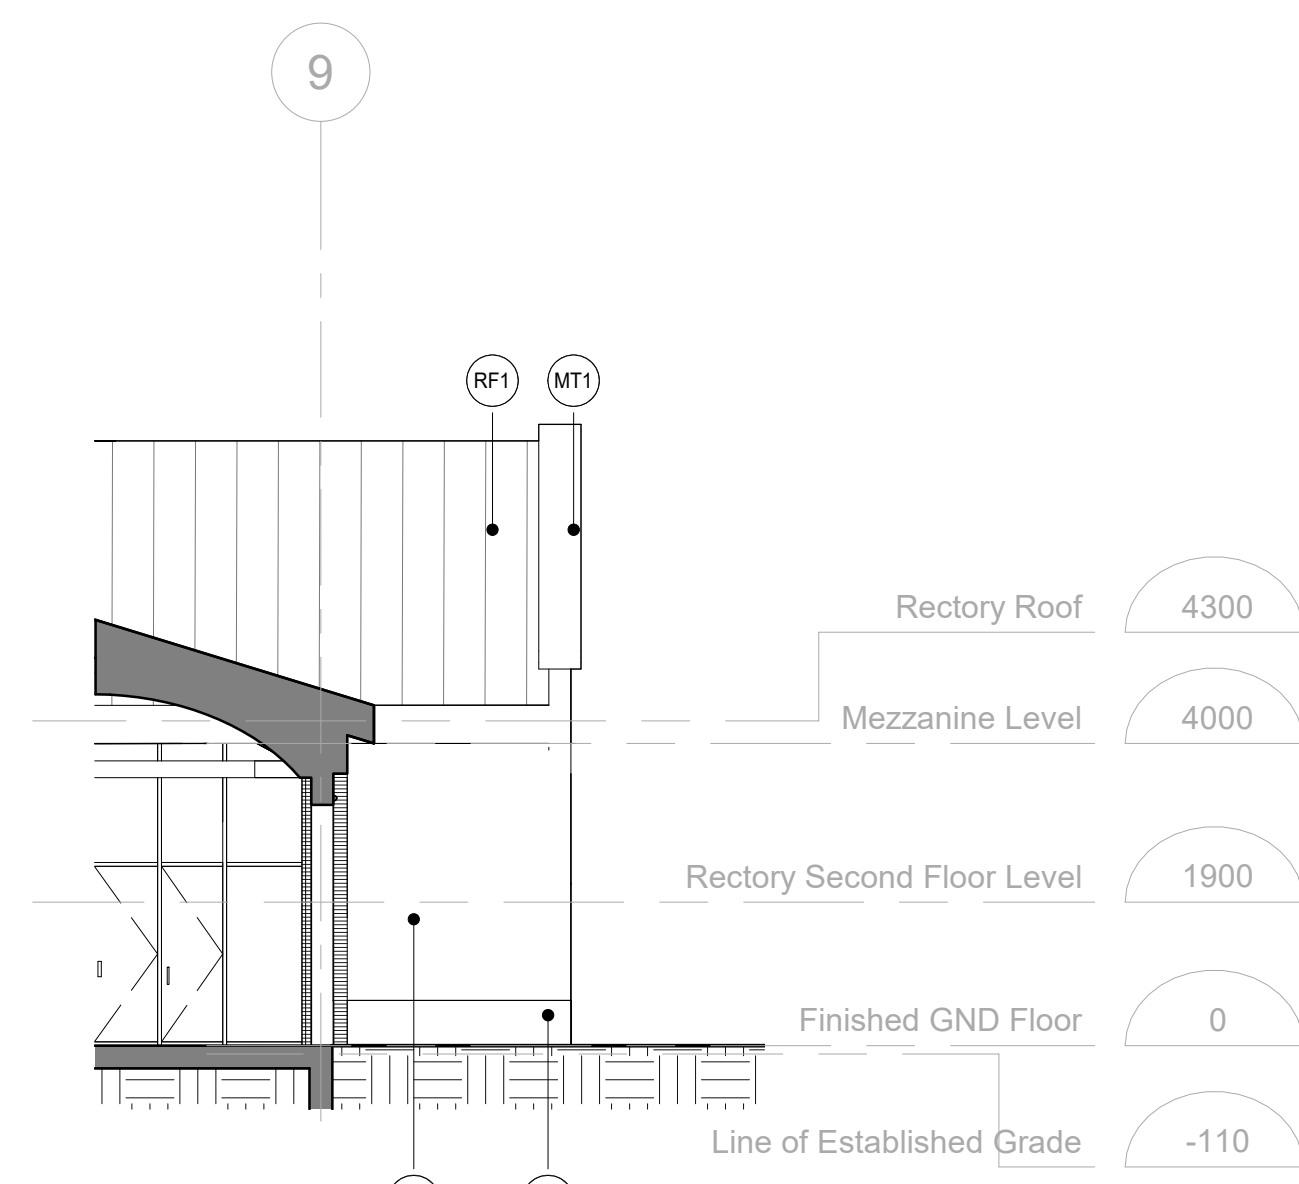 9
RF1 MT1
Rectory Roof 4300
Mezzanine Level 4000
Rectory Second Floor Level 1900
Finished GND Floor 0
Line of Established Grade -110